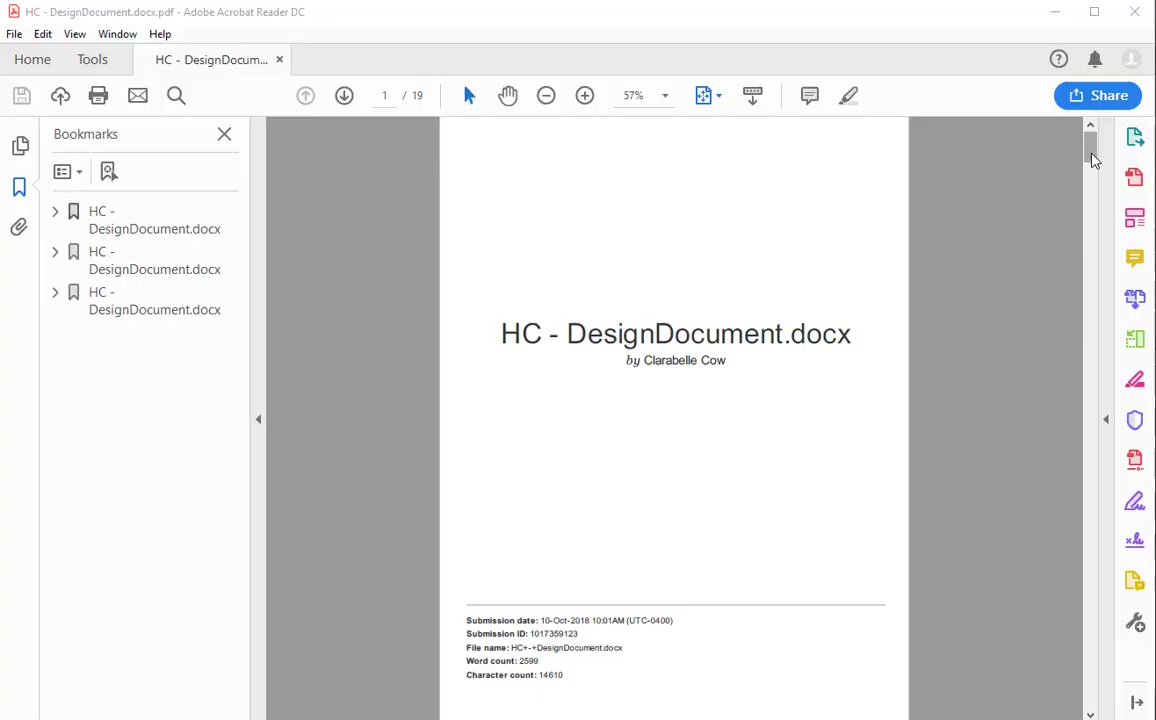 HC - DesignDocument.docx.pdf - Adobe Acrobat Reader DC
File Edit View Window Help
Home Tools HC - DesignDocum... ×
1 / 19 57% Share
Bookmarks
HC -
DesignDocument.docx
HC -
DesignDocument.docx
HC -
DesignDocument.docx
HC - DesignDocument.docx
by Clarabelle Cow
Submission date: 10-Oct-2018 10:01AM (UTC-0400)
Submission ID: 1017359123
File name: HC+-+DesignDocument.docx
Word count: 2599
Character count: 14610